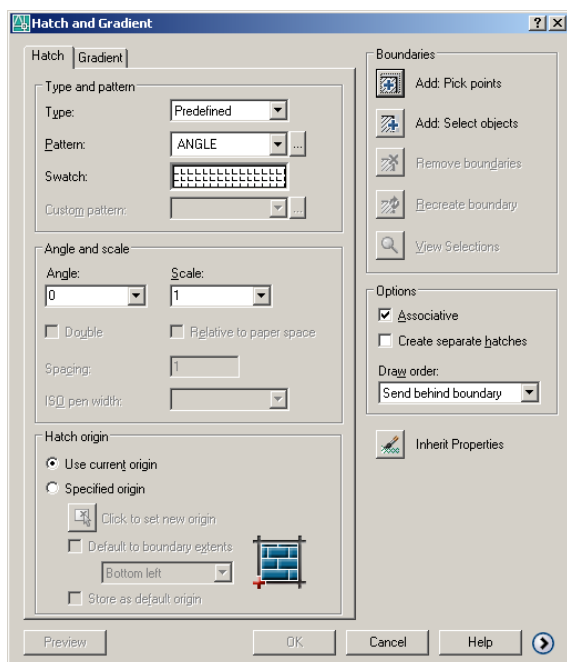 Hatch and Gradient
Hatch Gradient
Type and pattern
Type: Predefined
Pattern: ANGLE ...
Swatch:
Custom pattern: ...
Angle and scale
Angle: Scale:
0 1
Double Relative to paper space
Spacing: 1
ISO pen width:
Hatch origin
Use current origin
Specified origin
Click to set new origin
Default to boundary extents
Bottom left
Store as default origin
Boundaries
Add: Pick points
Add: Select objects
Remove boundaries
Recreate boundary
View Selections
Options
Associative
Create separate hatches
Draw order:
Send behind boundary
Inherit Properties
Preview OK Cancel Help